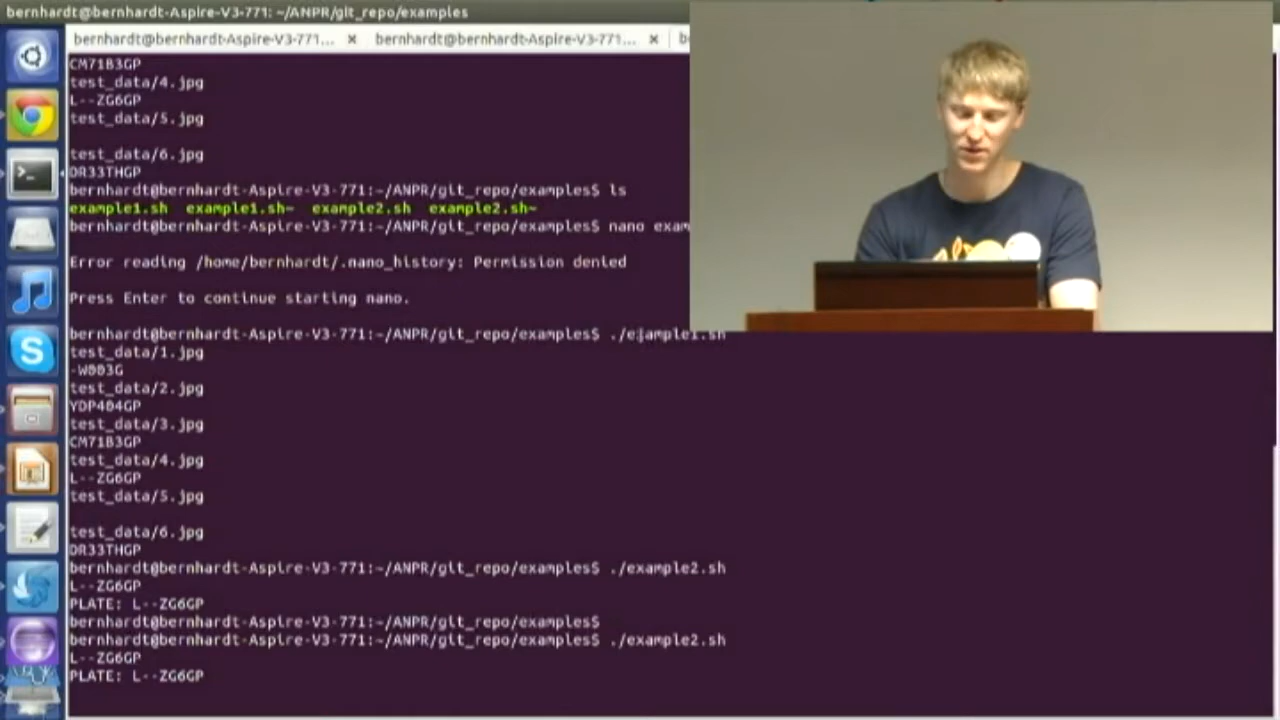 bernhardt@bernhardt-Aspire-V3-771: ~/ANPR/git_repo/examples
bernhardt@bernhardt-Aspire-V3-771... × bernhardt@bernhardt-Aspire-V3-771... × b
CM71B3GP
test_data/4.jpg
L--ZG6GP
test_data/5.jpg
test_data/6.jpg
DR33THGP
bernhardt@bernhardt-Aspire-V3-771:~/ANPR/git_repo/examples$ ls
example1.sh example1.sh~ example2.sh example2.sh~
bernhardt@bernhardt-Aspire-V3-771:~/ANPR/git_repo/examples$ nano exam
Error reading /home/bernhardt/.nano_history: Permission denied
Press Enter to continue starting nano.
bernhardt@bernhardt-Aspire-V3-771:~/ANPR/git_repo/examples$ ./example1.sh
test_data/1.jpg
-W003G
test_data/2.jpg
YDP404GP
test_data/3.jpg
CM71B3GP
test_data/4.jpg
L--ZG6GP
test_data/5.jpg
test_data/6.jpg
DR33THGP
bernhardt@bernhardt-Aspire-V3-771:~/ANPR/git_repo/examples$ ./example2.sh
L--ZG6GP
PLATE: L--ZG6GP
bernhardt@bernhardt-Aspire-V3-771:~/ANPR/git_repo/examples$
bernhardt@bernhardt-Aspire-V3-771:~/ANPR/git_repo/examples$ ./example2.sh
L--ZG6GP
PLATE: L--ZG6GP